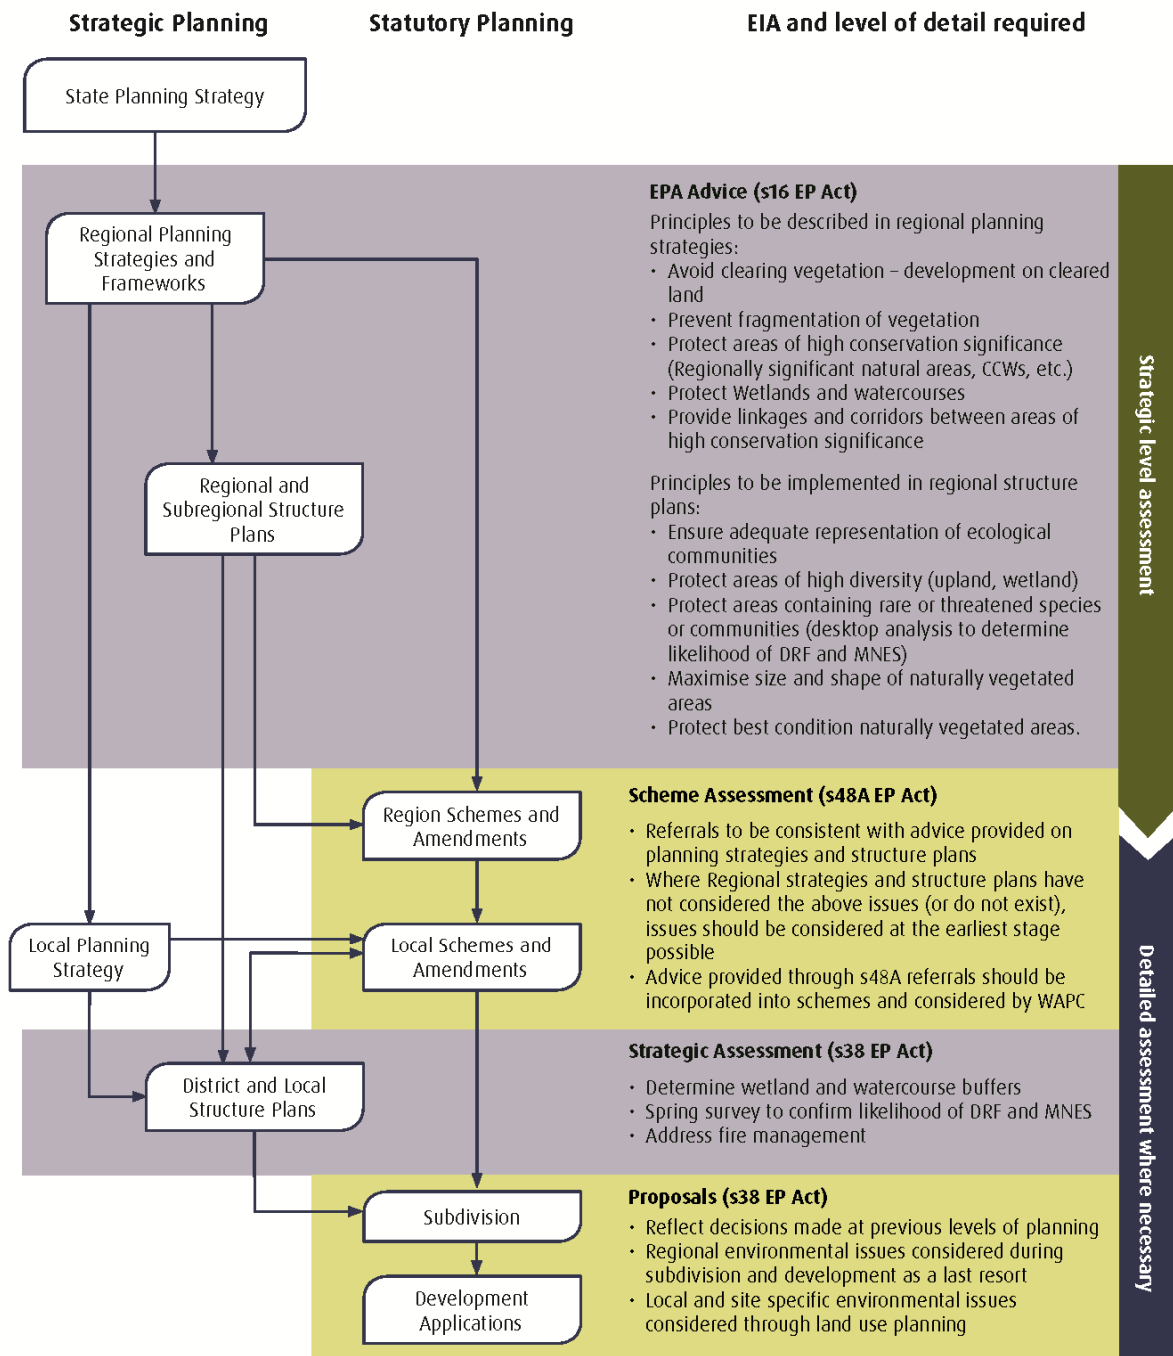 Strategic Planning
Statutory Planning
EIA and level of detail required
State Planning Strategy
Regional Planning
Strategies and
Frameworks
EPA Advice (s16 EP Act)
Principles to be described in regional planning
strategies:
· Avoid clearing vegetation – development on cleared
land
· Prevent fragmentation of vegetation
· Protect areas of high conservation significance
(Regionally significant natural areas, CCWs, etc.)
· Protect Wetlands and watercourses
· Provide linkages and corridors between areas of
high conservation significance
Regional and
Subregional Structure
Plans
Principles to be implemented in regional structure
plans:
· Ensure adequate representation of ecological
communities
· Protect areas of high diversity (upland, wetland)
· Protect areas containing rare or threatened species
or communities (desktop analysis to determine
likelihood of DRF and MNES)
· Maximise size and shape of naturally vegetated
areas
· Protect best condition naturally vegetated areas.
Strategic level assessment
Region Schemes and
Amendments
Scheme Assessment (s48A EP Act)
· Referrals to be consistent with advice provided on
planning strategies and structure plans
· Where Regional strategies and structure plans have
not considered the above issues (or do not exist),
issues should be considered at the earliest stage
possible
· Advice provided through s48A referrals should be
incorporated into schemes and considered by WAPC
Local Planning
Strategy
Local Schemes and
Amendments
District and Local
Structure Plans
Strategic Assessment (s38 EP Act)
· Determine wetland and watercourse buffers
· Spring survey to confirm likelihood of DRF and MNES
· Address fire management
Subdivision
Development
Applications
Proposals (s38 EP Act)
· Reflect decisions made at previous levels of planning
· Regional environmental issues considered during
subdivision and development as a last resort
· Local and site specific environmental issues
considered through land use planning
Detailed assessment where necessary